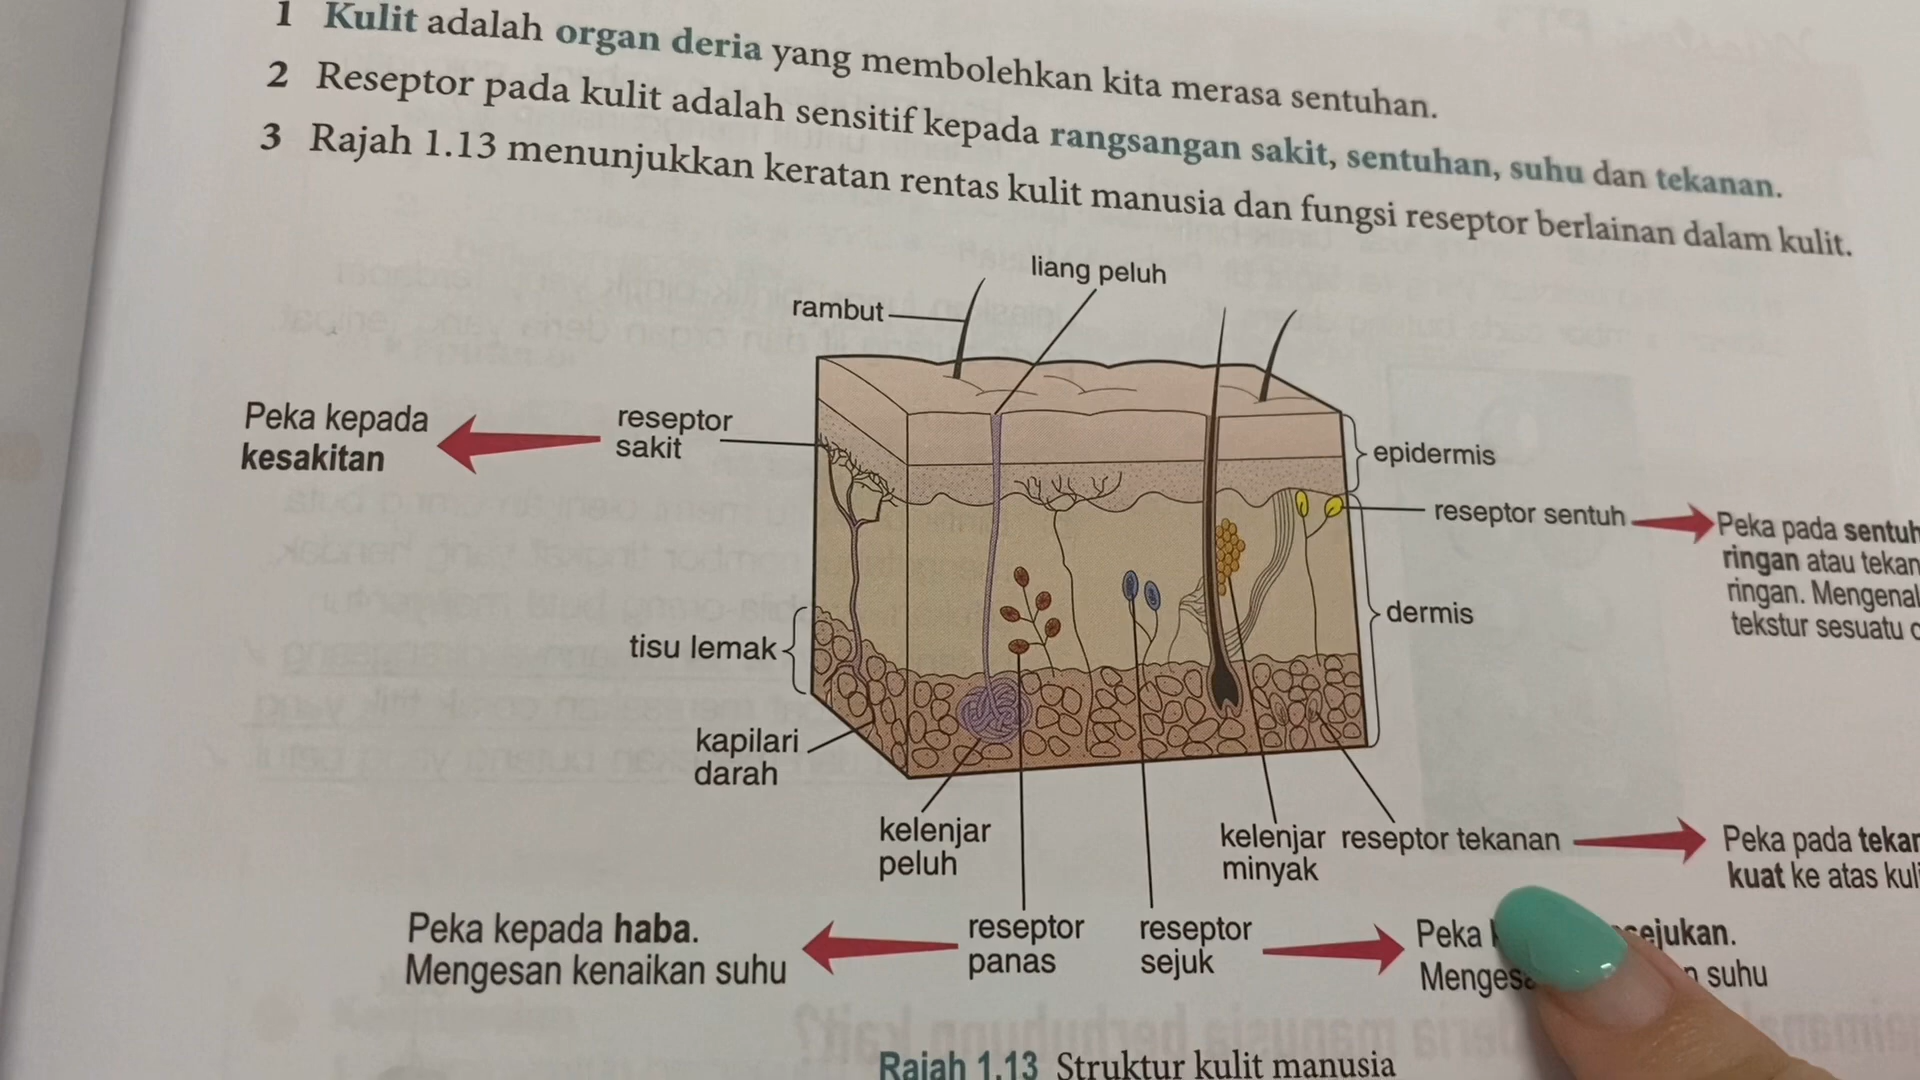 1 Kulit adalah organ deria yang membolehkan kita merasa sentuhan.
2 Reseptor pada kulit adalah sensitif kepada rangsangan sakit, sentuhan, suhu dan tekanan.
3 Rajah 1.13 menunjukkan keratan rentas kulit manusia dan fungsi reseptor berlainan dalam kulit.
liang peluh
rambut
Peka kepada
kesakitan
reseptor
sakit
epidermis
reseptor sentuh
Peka pada
ringan atau
ringan.
tekstur sesuatu
dermis
tisu lemak
kapilari
darah
kelenjar
peluh
kelenjar
minyak
reseptor tekanan
Peka pada
kuat ke atas
Peka kepada haba.
Mengesan kenaikan suhu
reseptor
panas
reseptor
sejuk
Peka
suhu
Rajah 1.13 Struktur kulit manusia